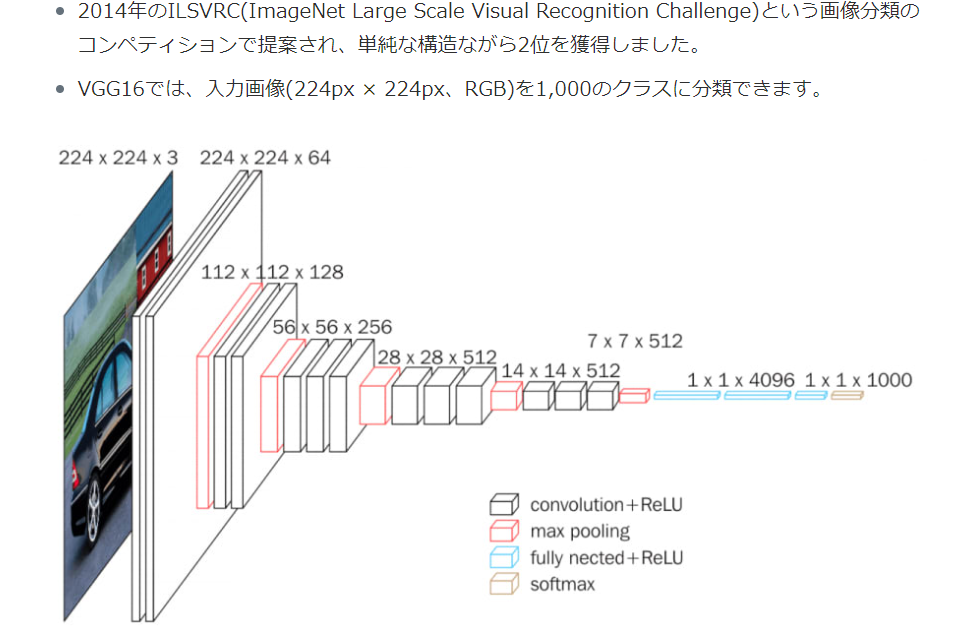 2014年のILSVRC(ImageNet Large Scale Visual Recognition Challenge)という画像分類の
コンペティションで提案され、単純な構造ながら2位を獲得しました。
VGG16では、入力画像(224px × 224px、RGB)を1,000のクラスに分類できます。
224 x 224 x 3
224 x 224 x 64
112 x 112 x 128
56 x 56 x 256
28 x 28 x 512
14 x 14 x 512
7 x 7 x 512
1 x 1 x 4096
1 x 1 x 1000
convolution+ReLU
max pooling
fully nected+ReLU
softmax